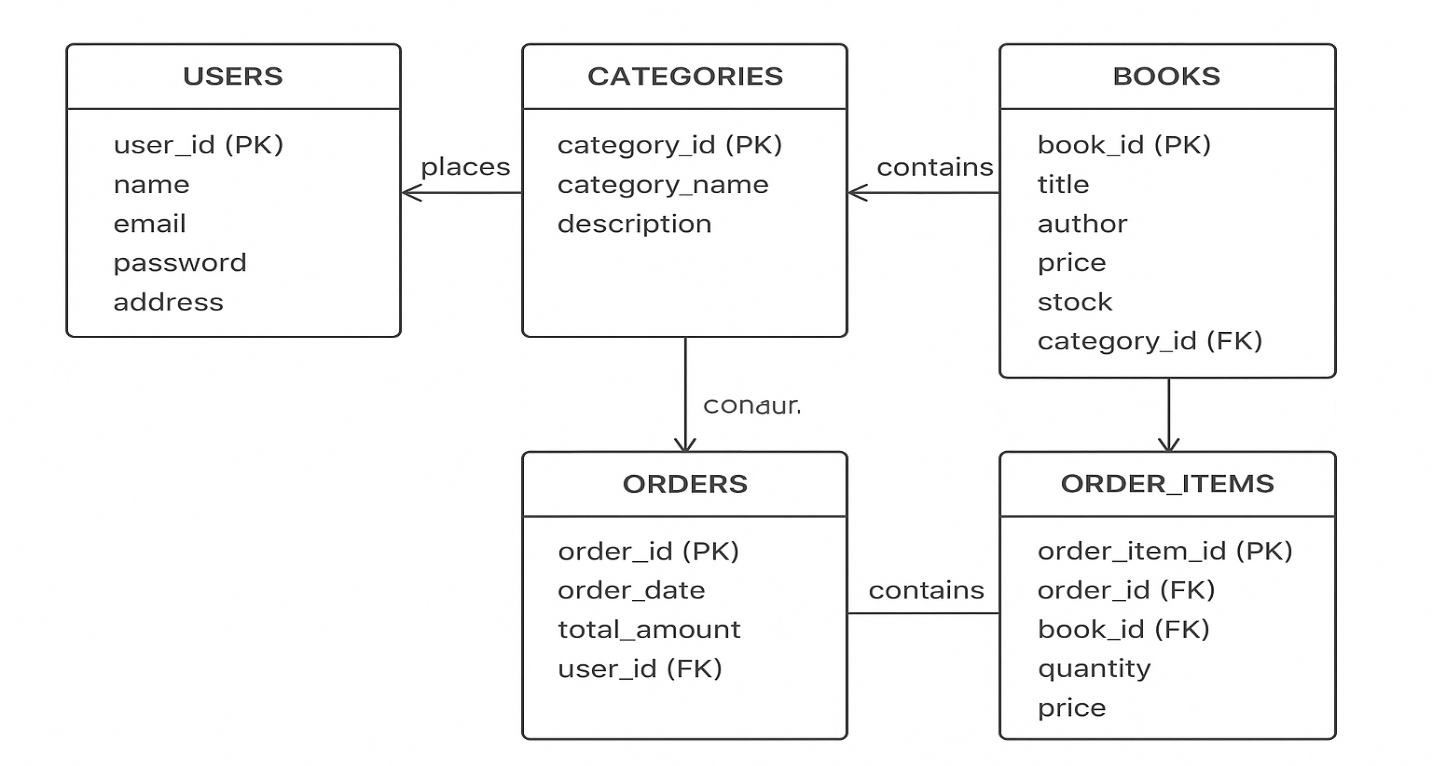 USERS
user_id (PK)
name
email
password
address
places
CATEGORIES
category_id (PK)
category_name
description
contains
BOOKS
book_id (PK)
title
author
price
stock
category_id (FK)
conaur.
ORDERS
order_id (PK)
order_date
total_amount
user_id (FK)
contains
ORDER_ITEMS
order_item_id (PK)
order_id (FK)
book_id (FK)
quantity
price